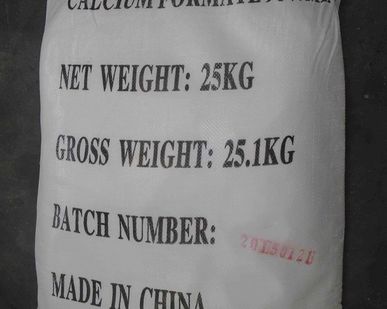 CALCIUM FORMATE
NET WEIGHT: 25KG
GROSS WEIGHT: 25.1KG
BATCH NUMBER:
MADE IN CHINA